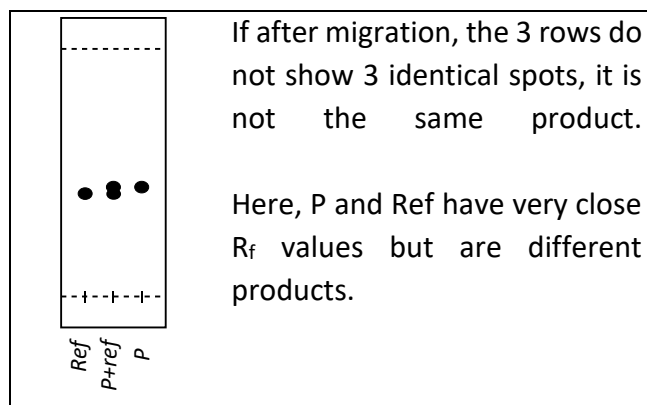 If after migration, the 3 rows do
not show 3 identical spots, it is
not the same product.
Here, P and Ref have very close
Rf values but are different
products.
Ref
P+ref
P